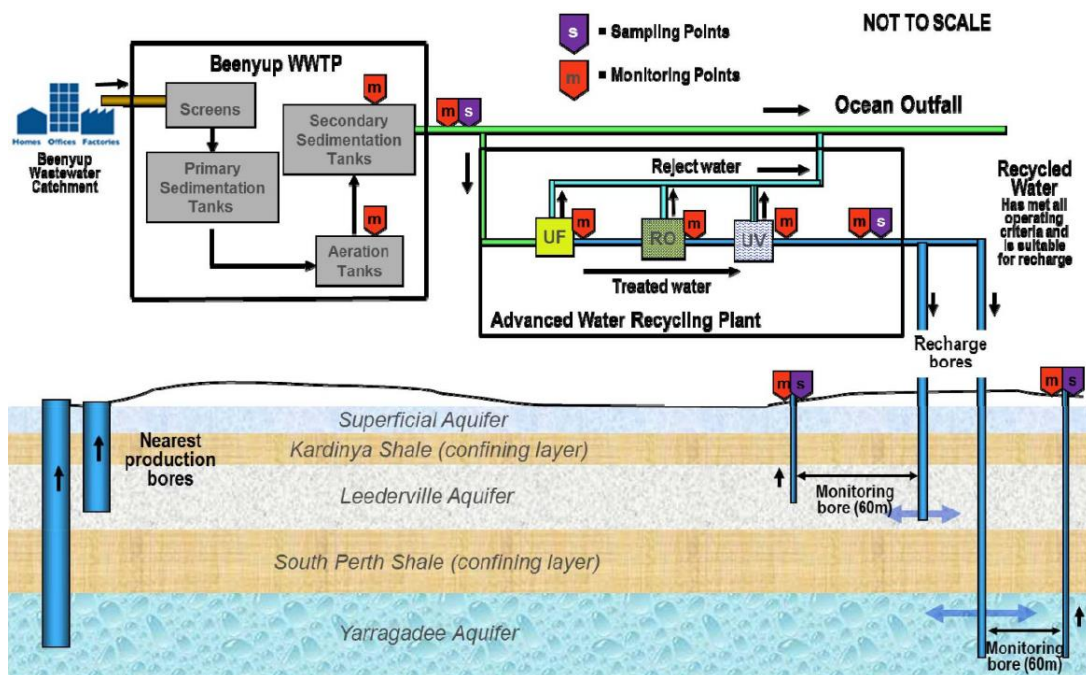 NOT TO SCALE
s = Sampling Points
m = Monitoring Points
Beenyup WWTP
m
Screens
Secondary
Sedimentation
Tanks
Primary
Sedimentation
Tanks
m
Aeration
Tanks
Homes Offices Factories
Beenyup
Wastewater
Catchment
m s
Ocean Outfall
Reject water
UF
m
RO
m
UV
m
m s
Treated water
Advanced Water Recycling Plant
Recycled
Water
Has met all
operating
criteria and
is suitable
for recharge
Recharge
bores
m s
m s
Superficial Aquifer
Kardinya Shale (confining layer)
Nearest
production
bores
Leederville Aquifer
Monitoring
bore (60m)
South Perth Shale (confining layer)
Yarragadee Aquifer
Monitoring
bore (60m)